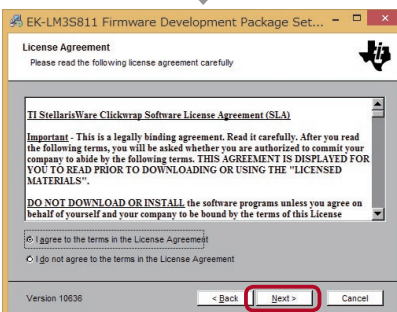 EK-LM3S811 Firmware Development Package Set...
License Agreement
Please read the following license agreement carefully
TI StellarisWare Clickwrap Software License Agreement (SLA)
Important - This is a legally binding agreement. Read it carefully. After you read
the following terms, you will be asked whether you are authorized to commit your
company to abide by the following terms. THIS AGREEMENT IS DISPLAYED FOR
YOU TO READ PRIOR TO DOWNLOADING OR USING THE "LICENSED
MATERIALS".
DO NOT DOWNLOAD OR INSTALL the software programs unless you agree on
behalf of yourself and your company to be bound by the terms of this License
I agree to the terms in the License Agreement
I do not agree to the terms in the License Agreement
Version 10636
< Back
Next >
Cancel